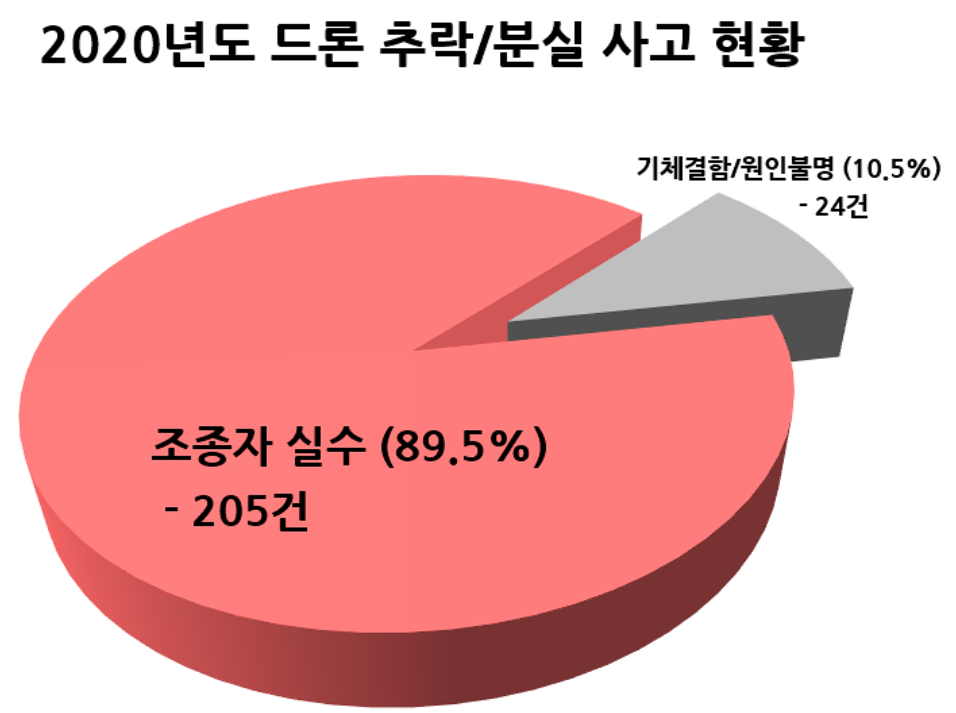 2020년도 드론 추락/분실 사고 현황
기체결함/원인불명 (10.5%)
- 24건
조종자 실수 (89.5%)
- 205건